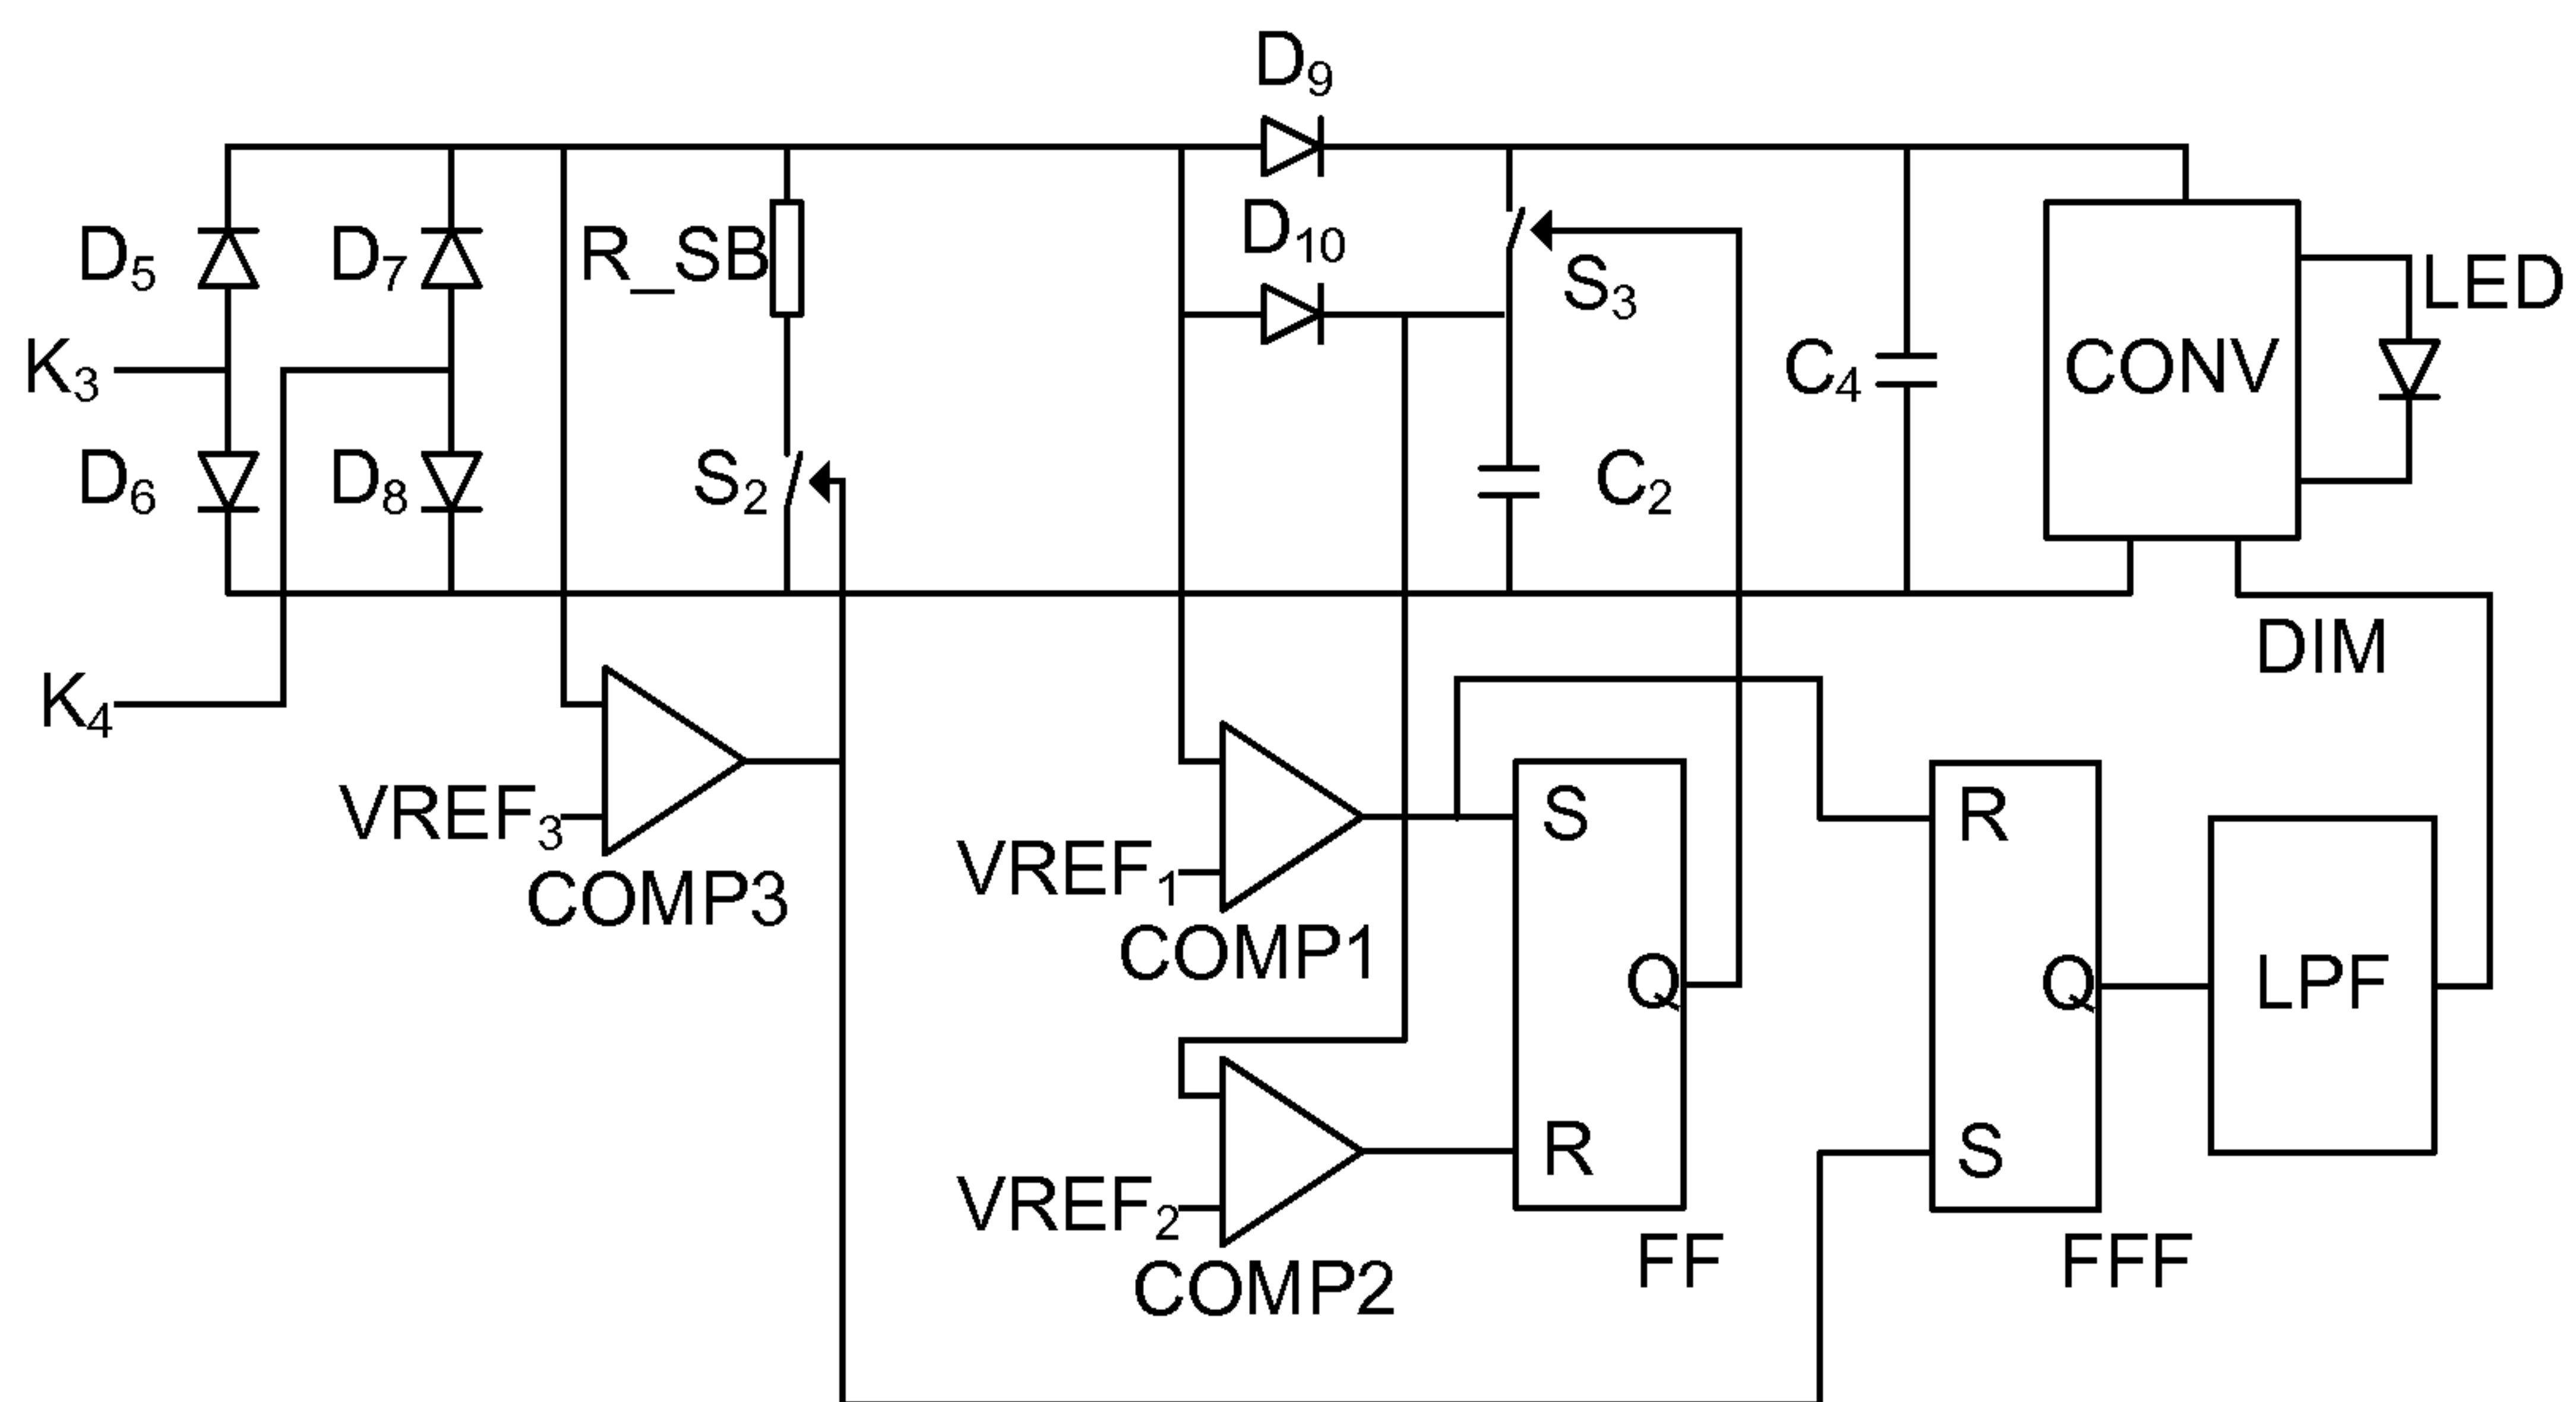 D9
D10
D5
D7
R_SB
S3
LED
K3
C4
CONV
D6
D8
S2
C2
DIM
K4
VREF3
COMP3
S
R
VREF1
COMP1
Q
Q
LPF
R
S
VREF2
COMP2
FF
FFF